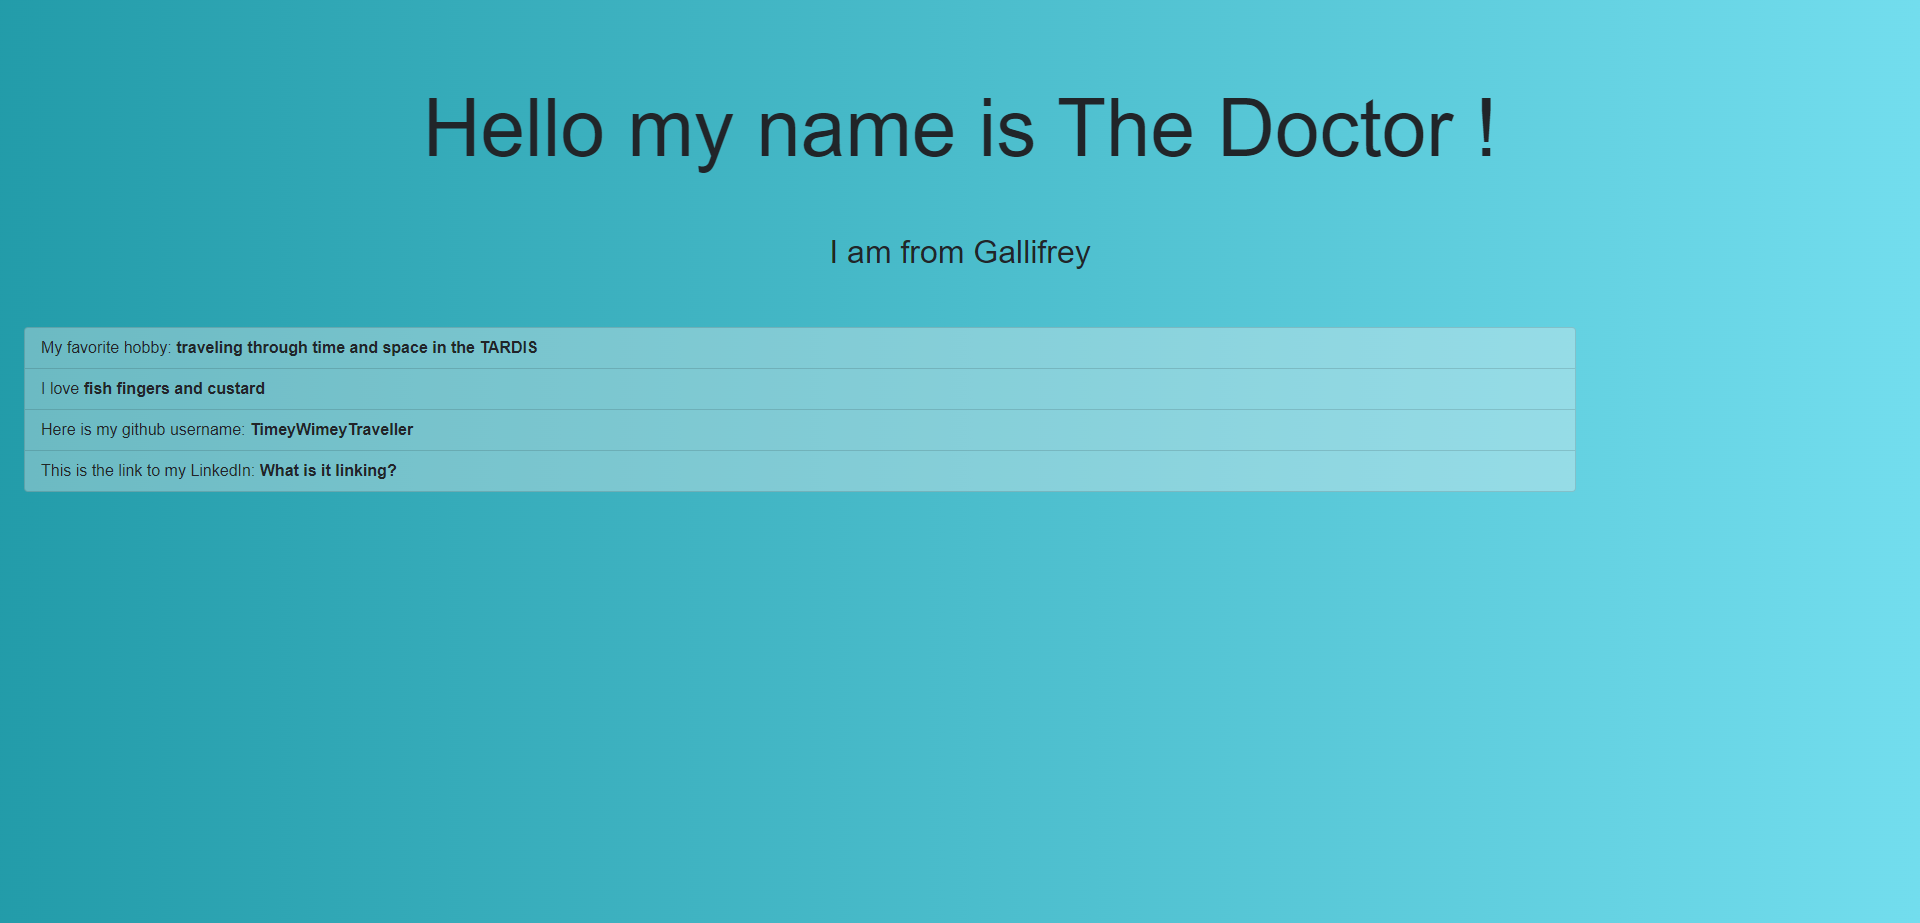 Hello my name is The Doctor !
I am from Gallifrey
My favorite hobby: traveling through time and space in the TARDIS
I love fish fingers and custard
Here is my github username: TimeyWimeyTraveller
This is the link to my LinkedIn: What is it linking?